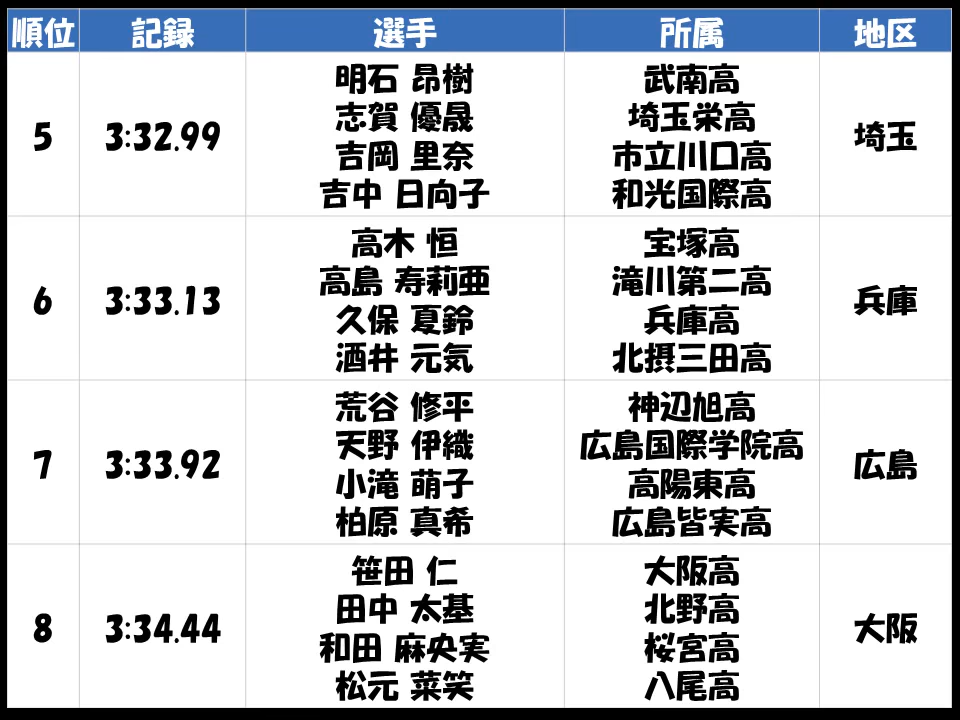 順位 記録 選手 所属 地区
5 3:32.99 埼玉
明石 昂樹 武南高
志賀 優晟 埼玉栄高
吉岡 里奈 市立川口高
吉中 日向子 和光国際高
6 3:33.13 兵庫
高木 恒 宝塚高
高島 寿莉亜 滝川第二高
久保 夏鈴 兵庫高
酒井 元気 北摂三田高
7 3:33.92 広島
荒谷 修平 神辺旭高
天野 伊織 広島国際学院高
小滝 萌子 高陽東高
柏原 真希 広島皆実高
8 3:34.44 大阪
笹田 仁 大阪高
田中 太基 北野高
和田 麻央実 桜宮高
松元 菜笑 八尾高